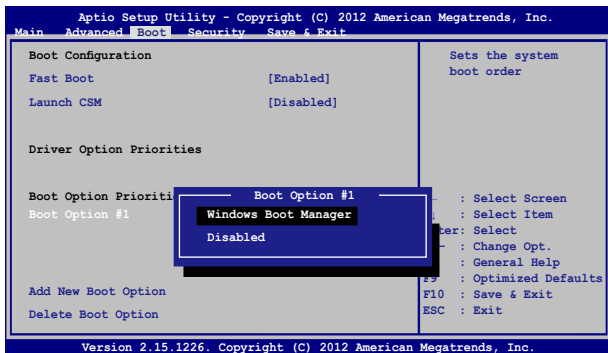 Aptio Setup Utility - Copyright (C) 2012 American Megatrends, Inc.
Main Advanced Boot Security Save & Exit
Boot Configuration
Fast Boot [Enabled]
Launch CSM [Disabled]
Driver Option Priorities
Boot Option Prioriti
Boot Option #1
Boot Option #1
Windows Boot Manager
Disabled
Add New Boot Option
Delete Boot Option
Sets the system
boot order
: Select Screen
: Select Item
ter: Select
: Change Opt.
: General Help
F9 : Optimized Defaults
F10 : Save & Exit
ESC : Exit
Version 2.15.1226. Copyright (C) 2012 American Megatrends, Inc.